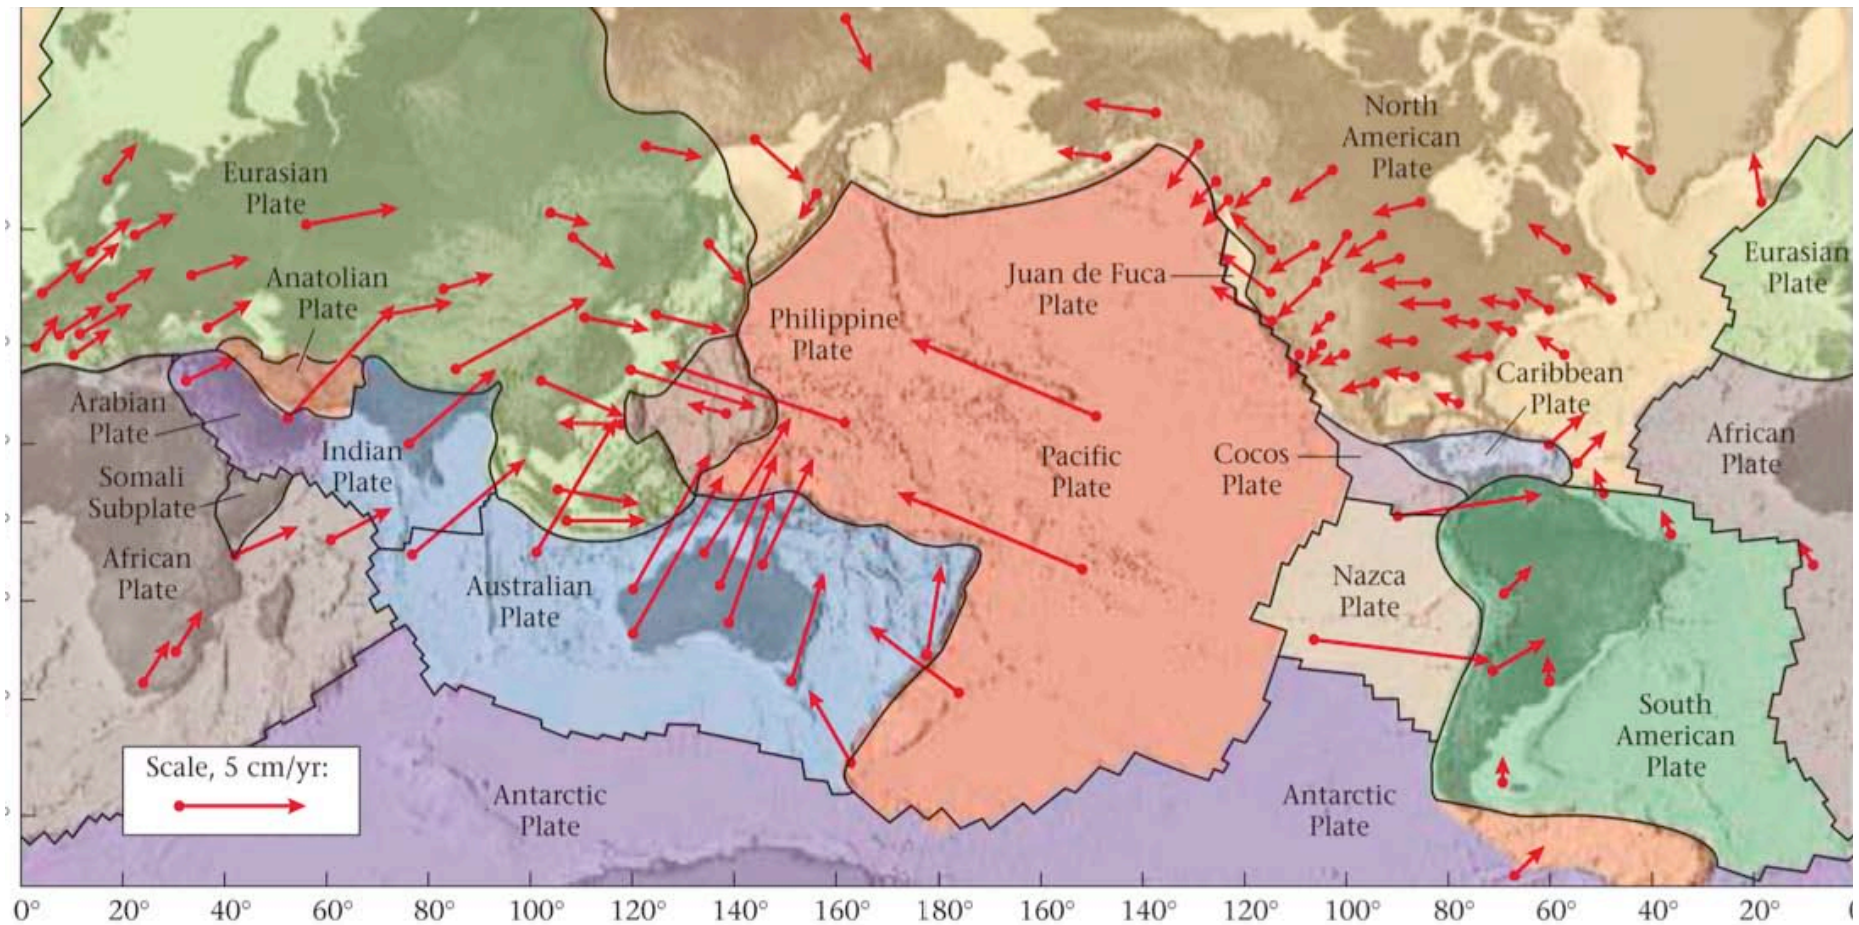 North
American
Plate
Eurasian
Plate
Eurasian
Plate
Anatolian
Plate
Juan de Fuca
Plate
Philippine
Plate
Caribbean
Plate
Arabian
Plate
Indian
Plate
African
Plate
Pacific
Plate
Cocos
Plate
Somali
Subplate
African
Plate
Australian
Plate
Nazca
Plate
South
American
Plate
Scale, 5 cm/yr:
Antarctic
Plate
Antarctic
Plate
0° 20° 40° 60° 80° 100° 120° 140° 160° 180° 160° 140° 120° 100° 80° 60° 40° 20°